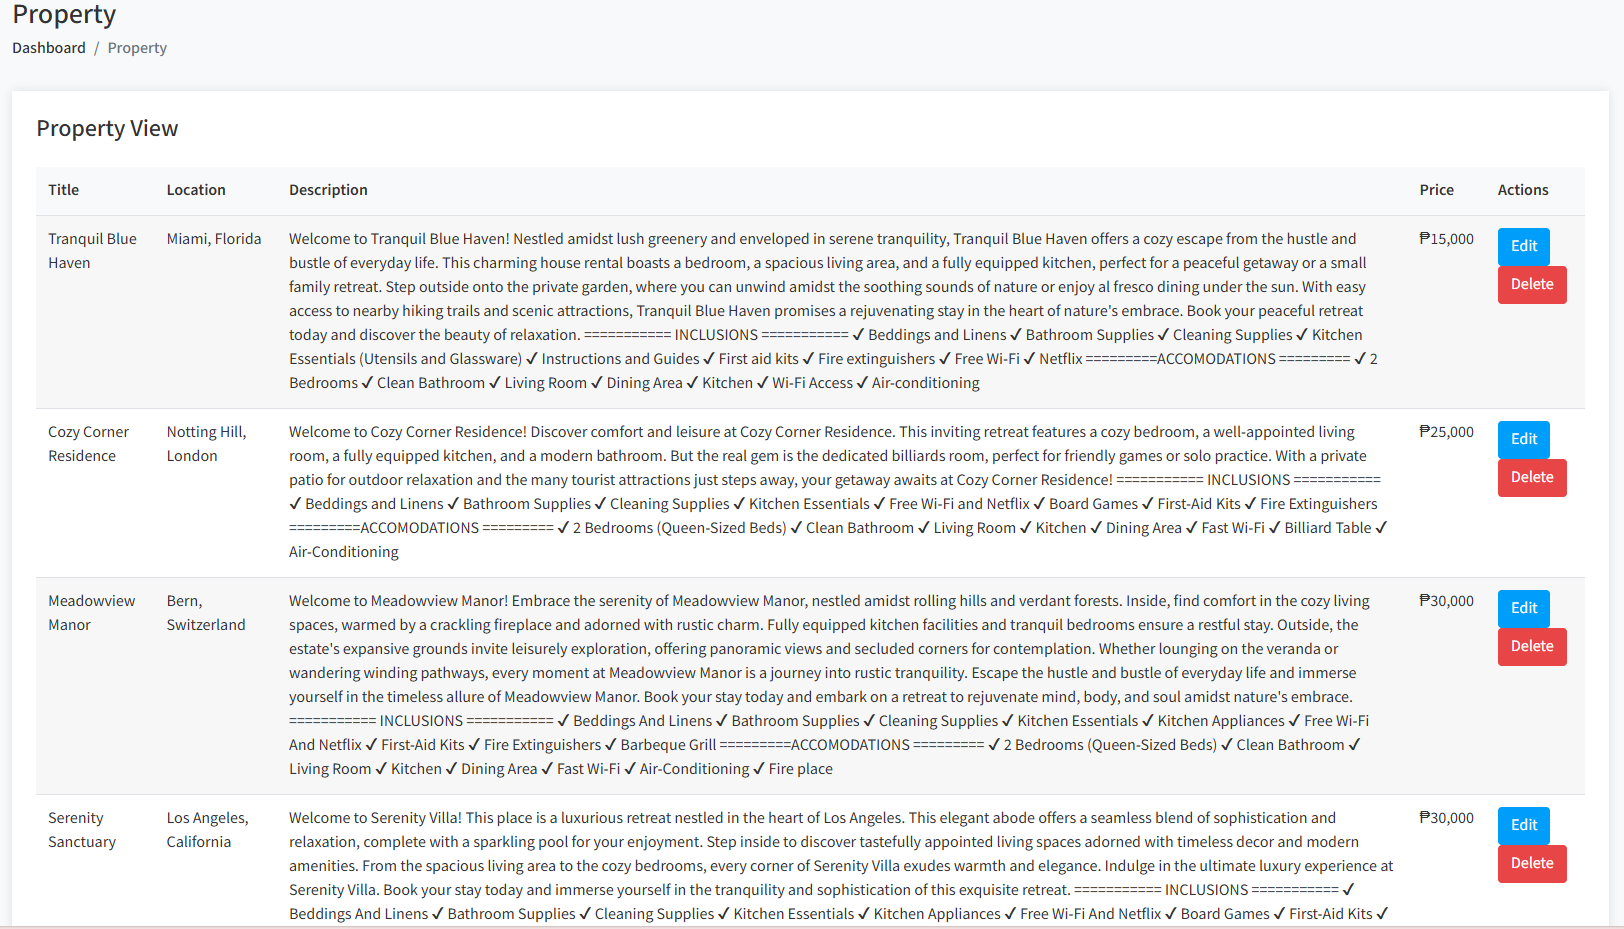 Property
Dashboard / Property
Property View
Title Location Description Price Actions
Tranquil Blue
Haven
Miami, Florida
Welcome to Tranquil Blue Haven! Nestled amidst lush greenery and enveloped in serene tranquility, Tranquil Blue Haven offers a cozy escape from the hustle and
bustle of everyday life. This charming house rental boasts a bedroom, a spacious living area, and a fully equipped kitchen, perfect for a peaceful getaway or a small
family retreat. Step outside onto the private garden, where you can unwind amidst the soothing sounds of nature or enjoy al fresco dining under the sun. With easy
access to nearby hiking trails and scenic attractions, Tranquil Blue Haven promises a rejuvenating stay in the heart of nature's embrace. Book your peaceful retreat
today and discover the beauty of relaxation. =========== INCLUSIONS =========== ✓ Beddings and Linens ✓ Bathroom Supplies ✓ Cleaning Supplies ✓ Kitchen
Essentials (Utensils and Glassware) ✓ Instructions and Guides ✓ First aid kits ✓ Fire extinguishers ✓ Free Wi-Fi ✓ Netflix =========ACCOMODATIONS ========= ✓ 2
Bedrooms ✓ Clean Bathroom ✓ Living Room ✓ Dining Area ✓ Kitchen ✓ Wi-Fi Access ✓ Air-conditioning
₱15,000
Edit
Delete
Cozy Corner
Residence
Notting Hill,
London
Welcome to Cozy Corner Residence! Discover comfort and leisure at Cozy Corner Residence. This inviting retreat features a cozy bedroom, a well-appointed living
room, a fully equipped kitchen, and a modern bathroom. But the real gem is the dedicated billiards room, perfect for friendly games or solo practice. With a private
patio for outdoor relaxation and the many tourist attractions just steps away, your getaway awaits at Cozy Corner Residence! =========== INCLUSIONS ===========
✓ Beddings and Linens ✓ Bathroom Supplies ✓ Cleaning Supplies ✓ Kitchen Essentials ✓ Free Wi-Fi and Netflix ✓ Board Games ✓ First-Aid Kits ✓ Fire Extinguishers
=========ACCOMODATIONS ========= ✓ 2 Bedrooms (Queen-Sized Beds) ✓ Clean Bathroom ✓ Living Room ✓ Kitchen ✓ Dining Area ✓ Fast Wi-Fi ✓ Billiard Table ✓
Air-Conditioning
₱25,000
Edit
Delete
Meadowview
Manor
Bern,
Switzerland
Welcome to Meadowview Manor! Embrace the serenity of Meadowview Manor, nestled amidst rolling hills and verdant forests. Inside, find comfort in the cozy living
spaces, warmed by a crackling fireplace and adorned with rustic charm. Fully equipped kitchen facilities and tranquil bedrooms ensure a restful stay. Outside, the
estate's expansive grounds invite leisurely exploration, offering panoramic views and secluded corners for contemplation. Whether lounging on the veranda or
wandering winding pathways, every moment at Meadowview Manor is a journey into rustic tranquility. Escape the hustle and bustle of everyday life and immerse
yourself in the timeless allure of Meadowview Manor. Book your stay today and embark on a retreat to rejuvenate mind, body, and soul amidst nature's embrace.
=========== INCLUSIONS =========== ✓ Beddings And Linens ✓ Bathroom Supplies ✓ Cleaning Supplies ✓ Kitchen Essentials ✓ Kitchen Appliances ✓ Free Wi-Fi
And Netflix ✓ First-Aid Kits ✓ Fire Extinguishers ✓ Barbeque Grill =========ACCOMODATIONS ========= ✓ 2 Bedrooms (Queen-Sized Beds) ✓ Clean Bathroom ✓
Living Room ✓ Kitchen ✓ Dining Area ✓ Fast Wi-Fi ✓ Air-Conditioning ✓ Fire place
₱30,000
Edit
Delete
Serenity
Sanctuary
Los Angeles,
California
Welcome to Serenity Villa! This place is a luxurious retreat nestled in the heart of Los Angeles. This elegant abode offers a seamless blend of sophistication and
relaxation, complete with a sparkling pool for your enjoyment. Step inside to discover tastefully appointed living spaces adorned with timeless decor and modern
amenities. From the spacious living area to the cozy bedrooms, every corner of Serenity Villa exudes warmth and elegance. Indulge in the ultimate luxury experience at
Serenity Villa. Book your stay today and immerse yourself in the tranquility and sophistication of this exquisite retreat. =========== INCLUSIONS =========== ✓
Beddings And Linens ✓ Bathroom Supplies ✓ Cleaning Supplies ✓ Kitchen Essentials ✓ Kitchen Appliances ✓ Free Wi-Fi And Netflix ✓ Board Games ✓ First-Aid Kits ✓
₱30,000
Edit
Delete